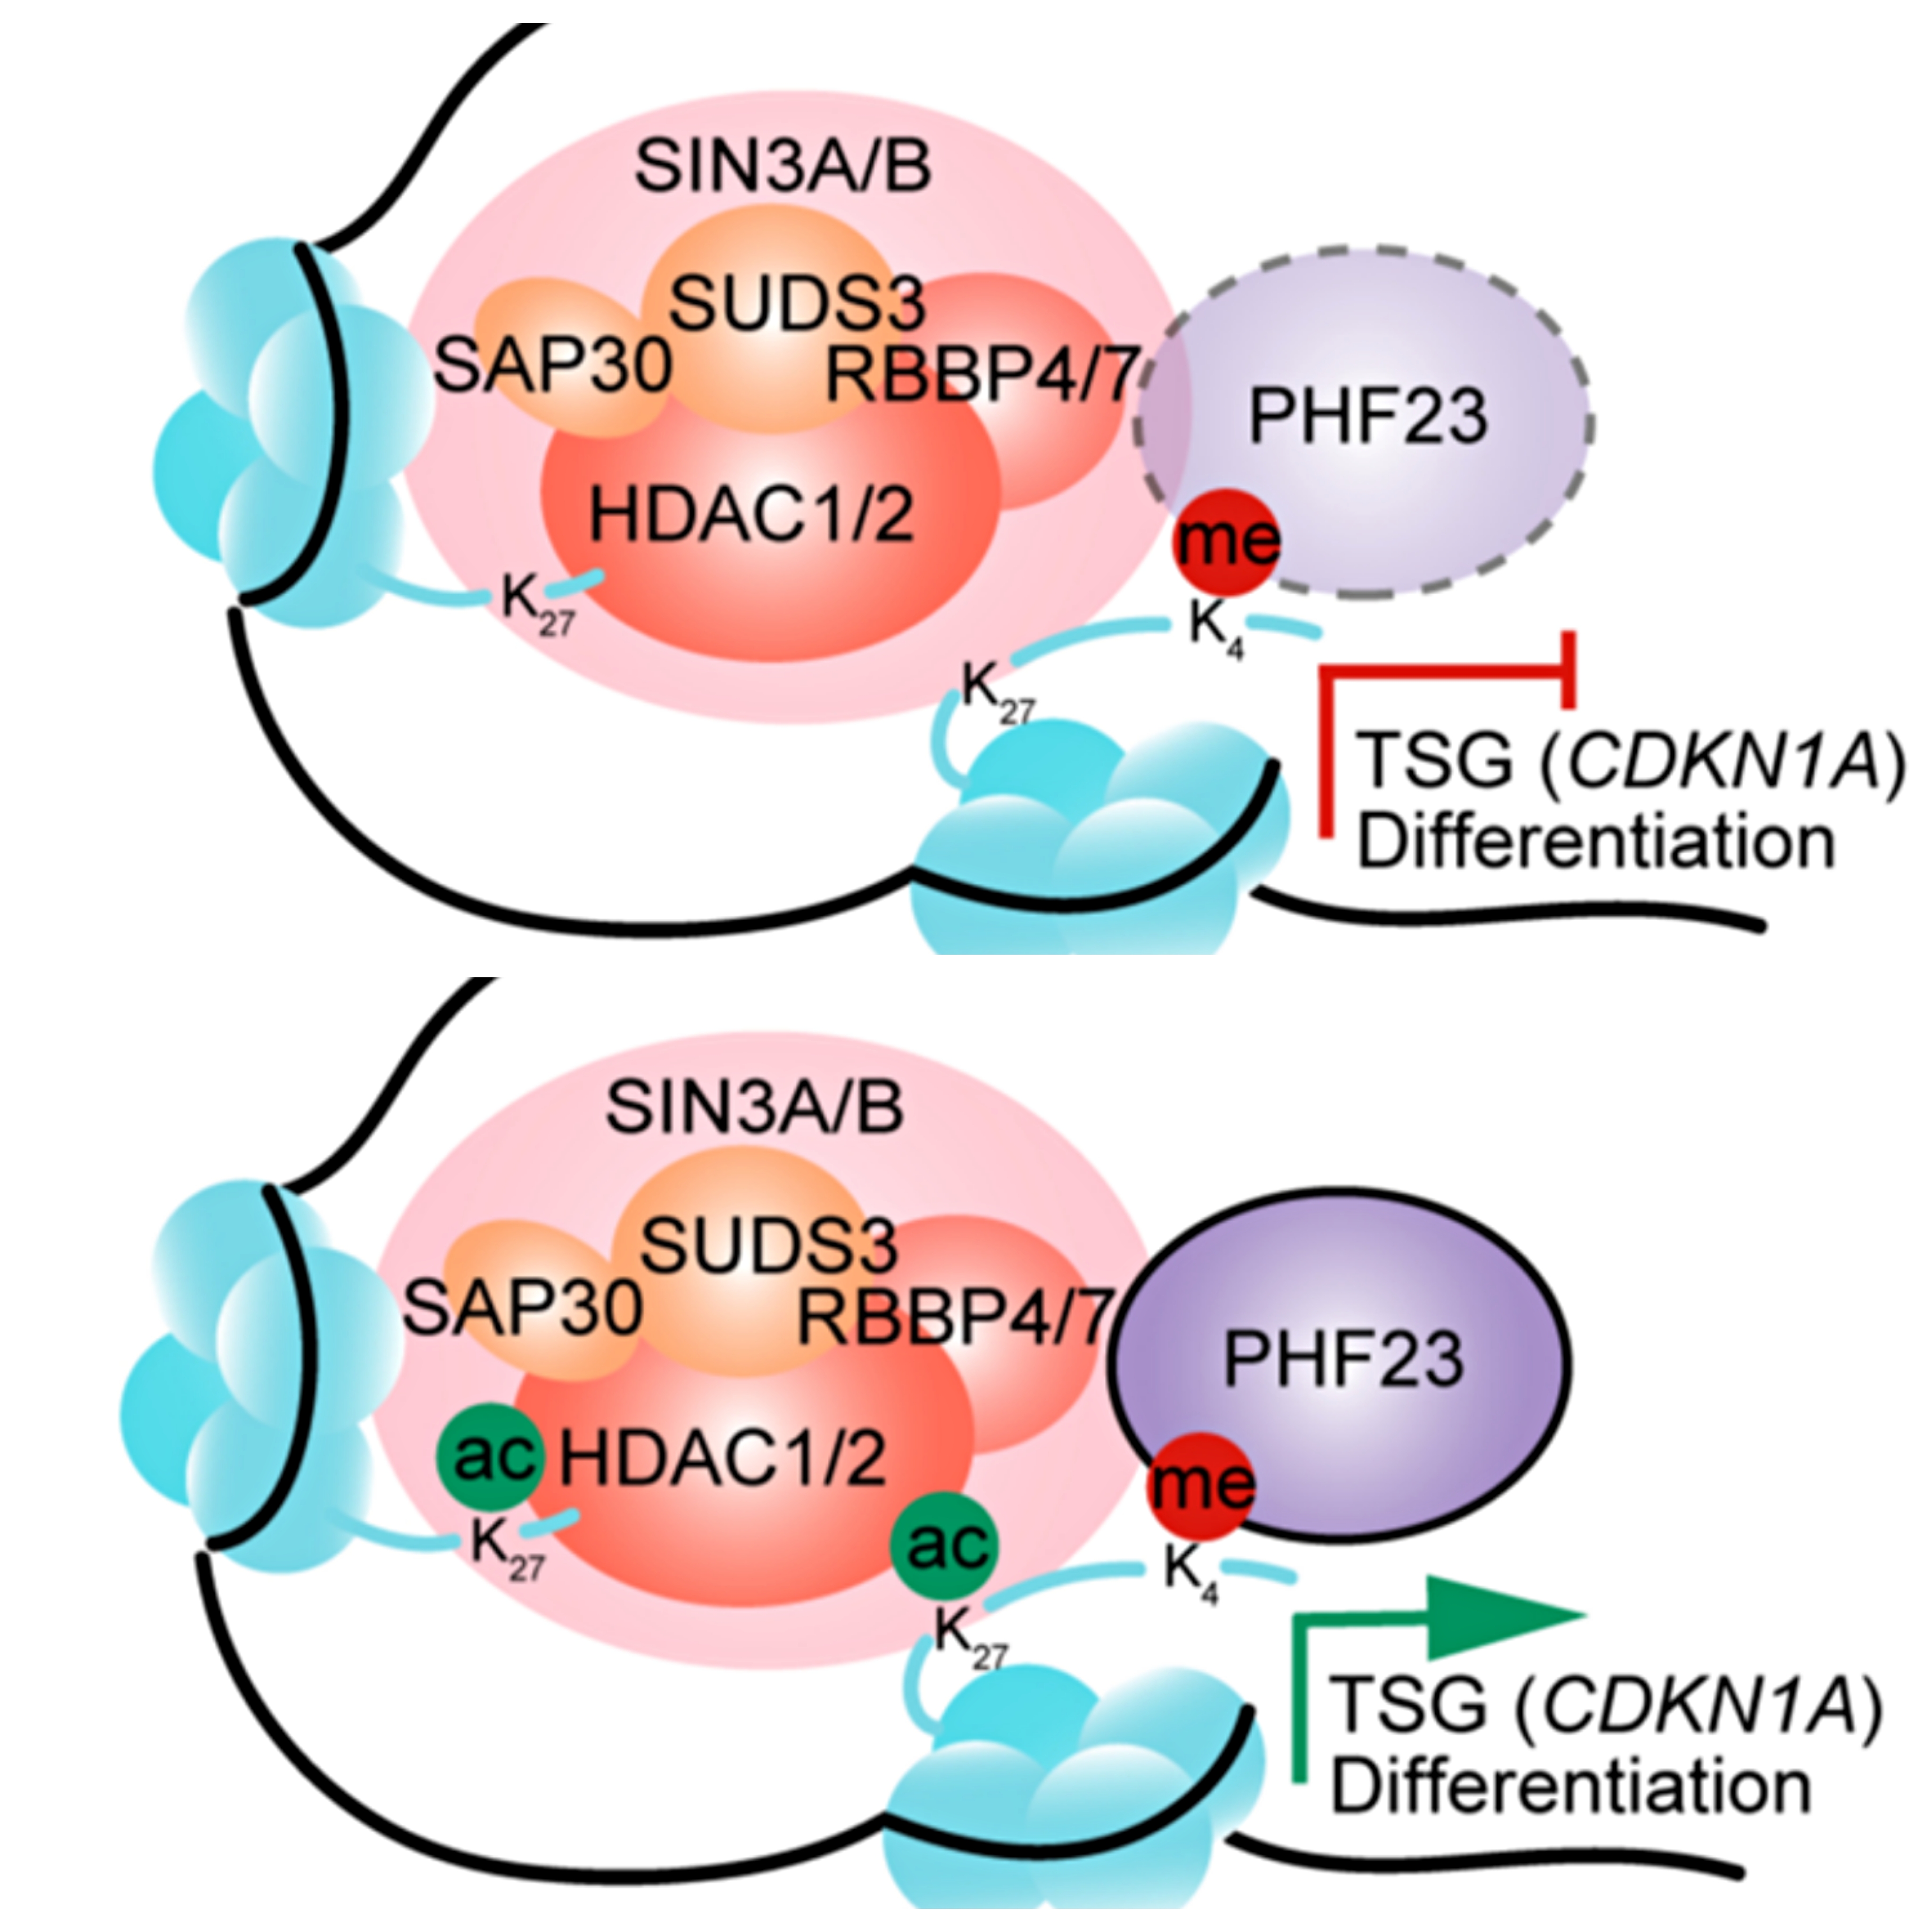 SIN3A/B
SUDS3
SAP30
RBBP4/7
PHF23
HDAC1/2
me
K27
K4
K27
TSG (CDKN1A)
Differentiation
SIN3A/B
SUDS3
SAP30
RBBP4/7
PHF23
ac
HDAC1/2
me
ac
K27
K4
K27
TSG (CDKN1A)
Differentiation